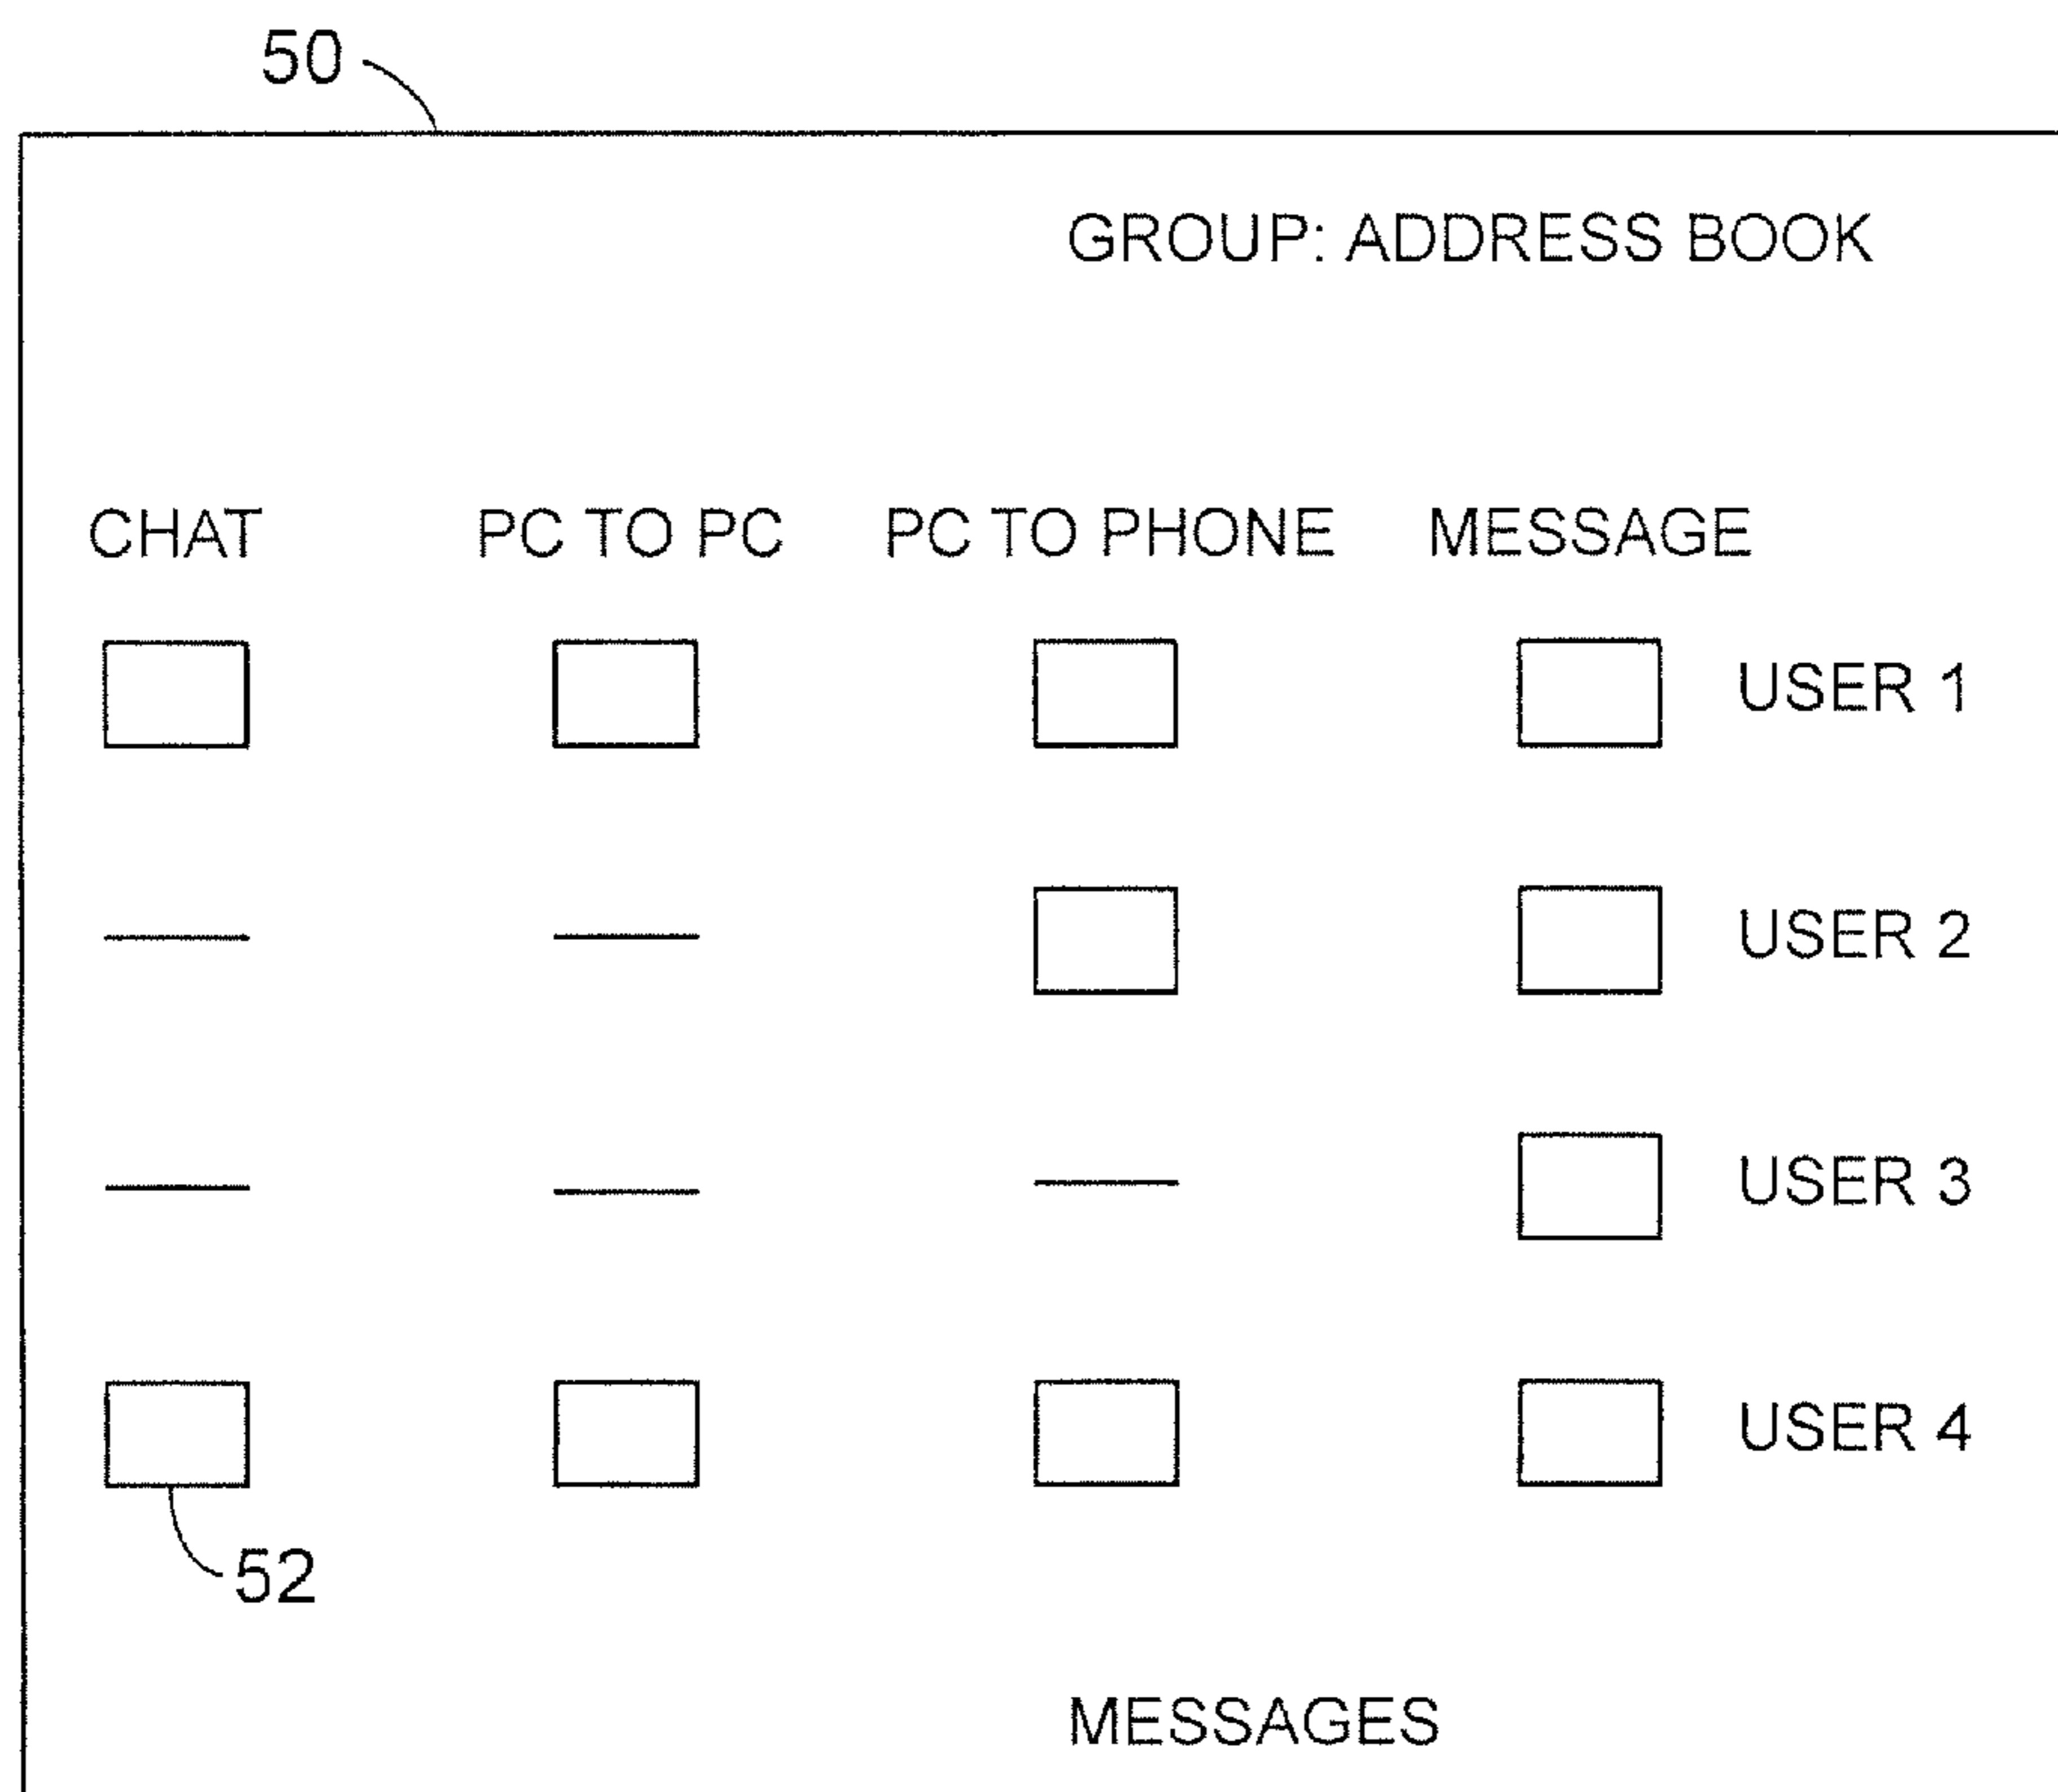 50
GROUP: ADDRESS BOOK
CHAT PC TO PC PC TO PHONE MESSAGE
USER 1
USER 2
USER 3
USER 4
52
MESSAGES